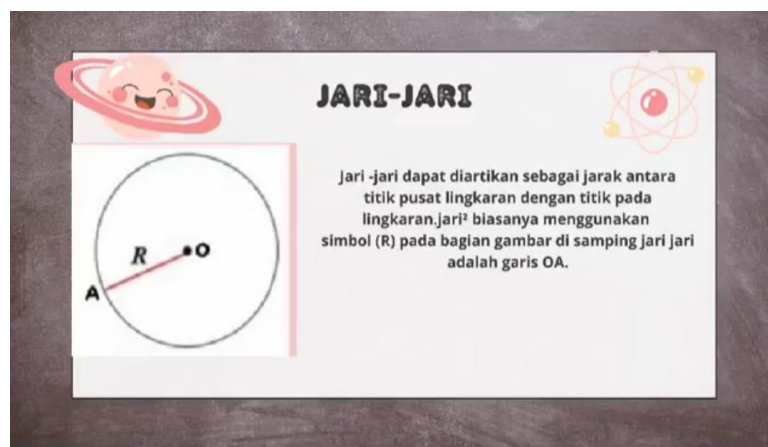 JARI-JARI
Jari -jari dapat diartikan sebagai jarak antara
titik pusat lingkaran dengan titik pada
lingkaran.jari² biasanya menggunakan
simbol (R) pada bagian gambar di samping jari jari
adalah garis OA.
R
O
A